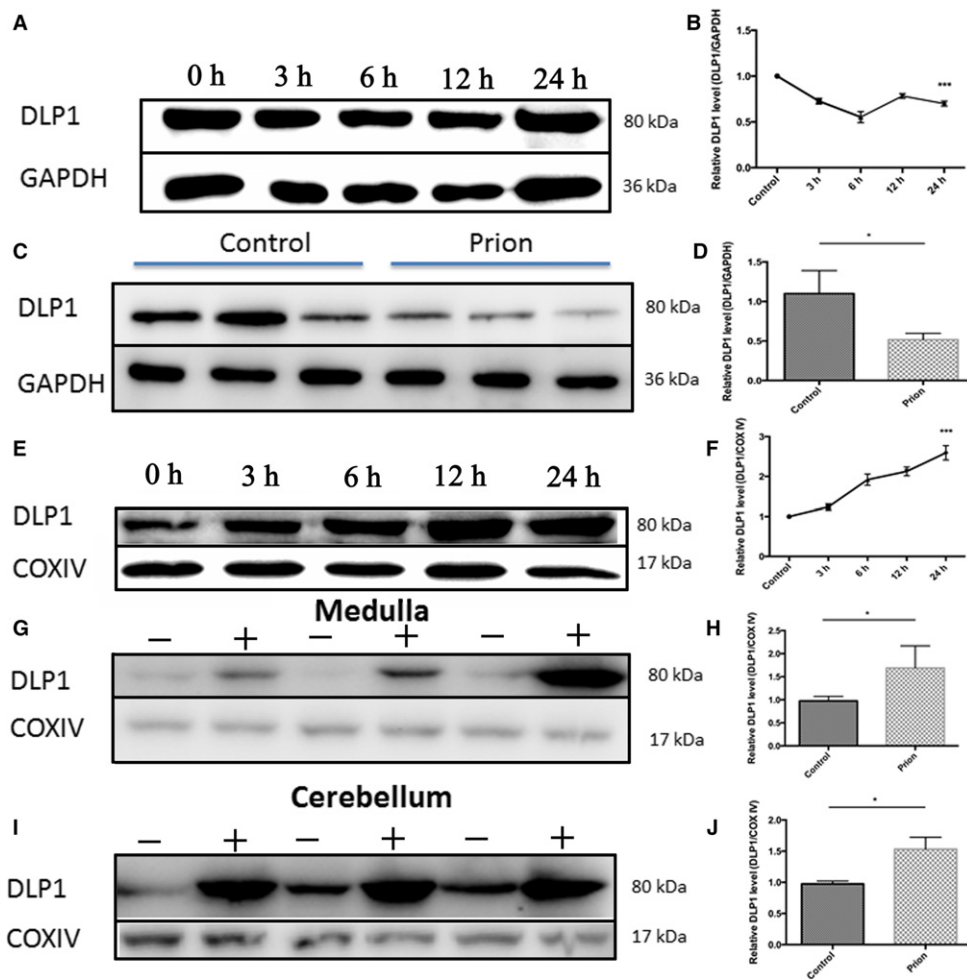 A
0 h 3 h 6 h 12 h 24 h
DLP1
80 kDa
GAPDH
36 kDa
B
Relative DLP1 level (DLP1/GAPDH)
1.5
1.0
0.5
0.0
***
Control 3 h 6 h 12 h 24 h
C
Control Prion
DLP1
80 kDa
GAPDH
36 kDa
D
Relative DLP1 level (DLP1/GAPDH)
1.5
1.0
0.5
0.0
*
Control Prion
E
0 h 3 h 6 h 12 h 24 h
DLP1
80 kDa
COXIV
17 kDa
F
Relative DLP1 level (DLP1/COX IV)
3
2
1
0
***
Control 3 h 6 h 12 h 24 h
Medulla
G
− + − + − +
DLP1
80 kDa
COXIV
17 kDa
H
Relative DLP1 level (DLP1/COX IV)
2.5
2.0
1.5
1.0
0.5
0.0
*
Control Prion
Cerebellum
I
− + − + − +
DLP1
80 kDa
COXIV
17 kDa
J
Relative DLP1 level (DLP1/COX IV)
2.0
1.5
1.0
0.5
0.0
*
Control Prion